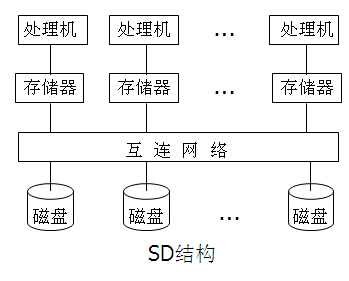 处理机 处理机 ... 处理机
存储器 存储器 ... 存储器
互连网络
磁盘 磁盘 ... 磁盘
SD结构